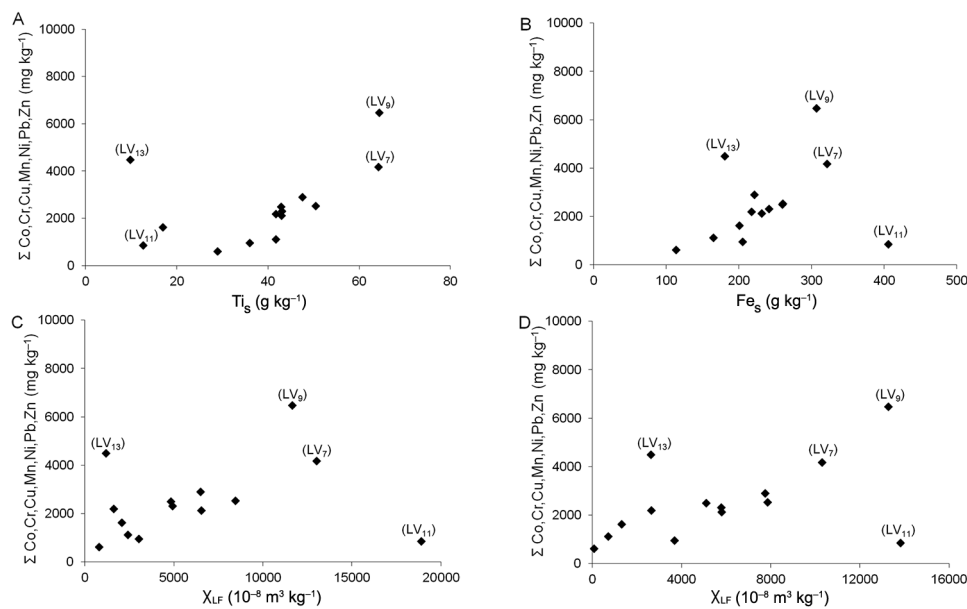 A
Σ Co,Cr,Cu,Mn,Ni,Pb,Zn (mg kg⁻¹)
10000
8000
6000
4000
2000
0
(LV₉)
(LV₁₃)
(LV₇)
(LV₁₁)
0 20 40 60 80
Tiₛ (g kg⁻¹)
B
Σ Co,Cr,Cu,Mn,Ni,Pb,Zn (mg kg⁻¹)
10000
8000
6000
4000
2000
0
(LV₉)
(LV₁₃)
(LV₇)
(LV₁₁)
0 100 200 300 400 500
Feₛ (g kg⁻¹)
C
Σ Co,Cr,Cu,Mn,Ni,Pb,Zn (mg kg⁻¹)
10000
8000
6000
4000
2000
0
(LV₉)
(LV₁₃)
(LV₇)
(LV₁₁)
0 5000 10000 15000 20000
χLF (10⁻⁸ m³ kg⁻¹)
D
Σ Co,Cr,Cu,Mn,Ni,Pb,Zn (mg kg⁻¹)
10000
8000
6000
4000
2000
0
(LV₉)
(LV₁₃)
(LV₇)
(LV₁₁)
0 4000 8000 12000 16000
χLF (10⁻⁸ m³ kg⁻¹)